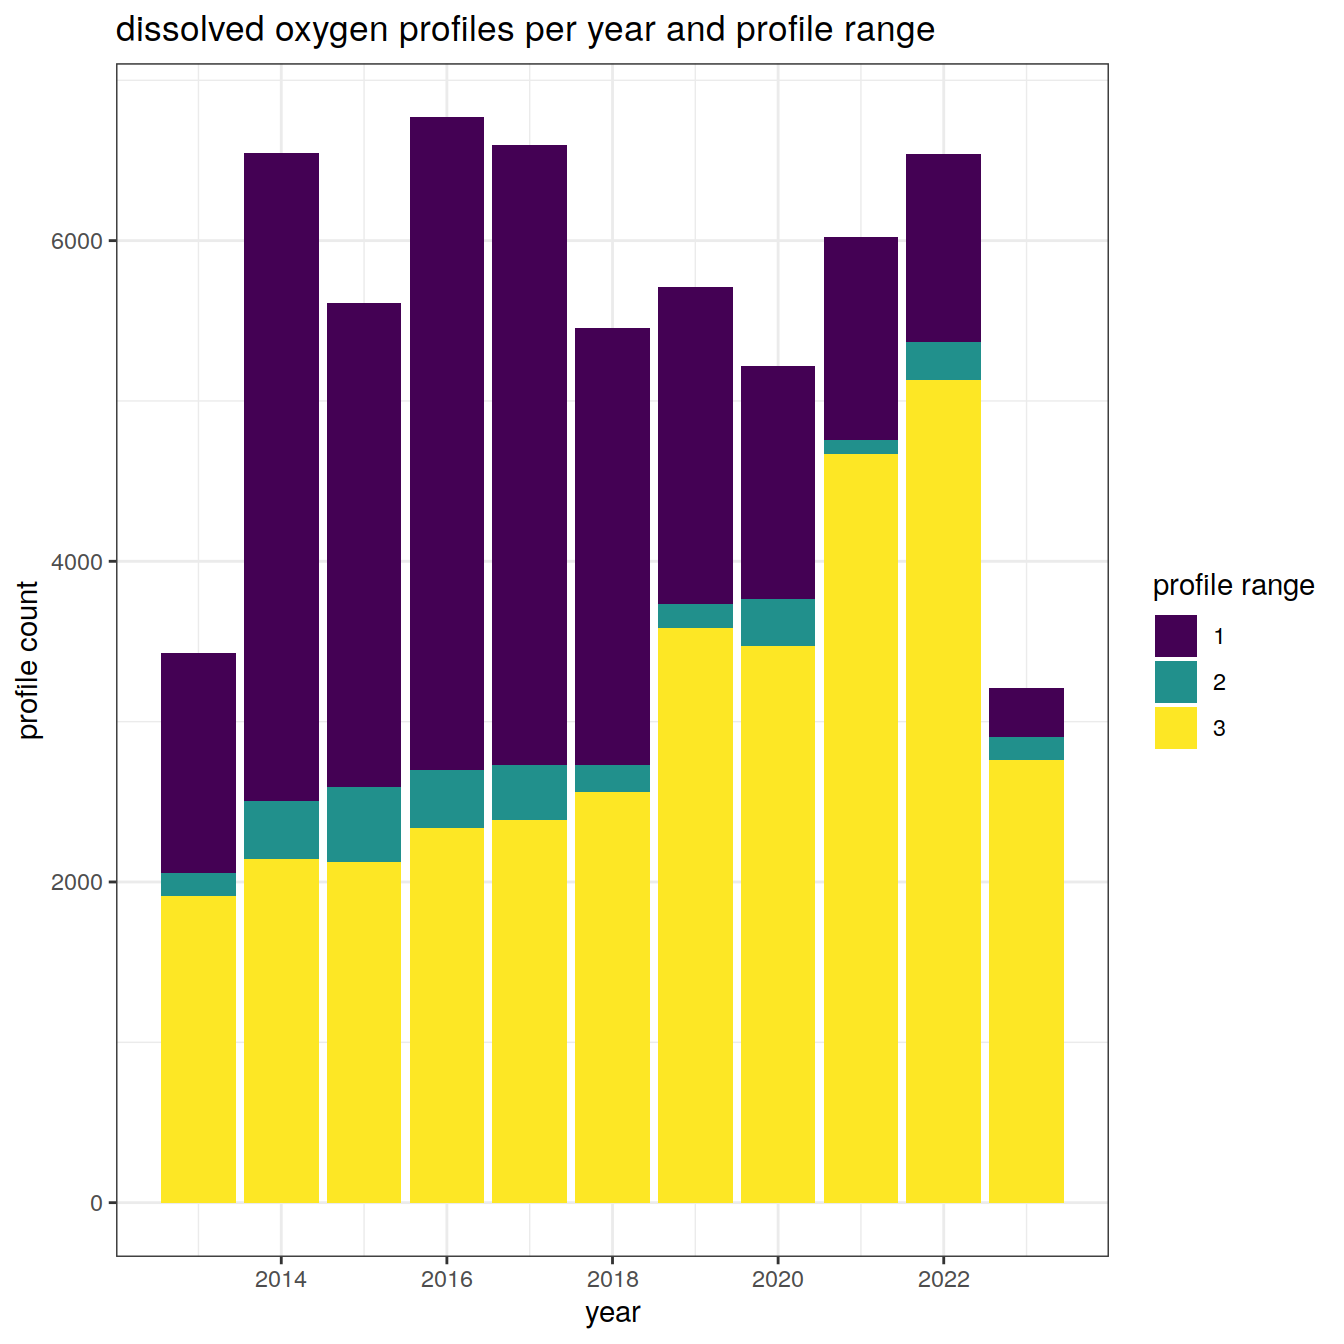 dissolved oxygen profiles per year and profile range
6000
4000
2000
0
profile count
2014 2016 2018 2020 2022
year
profile range
1
2
3